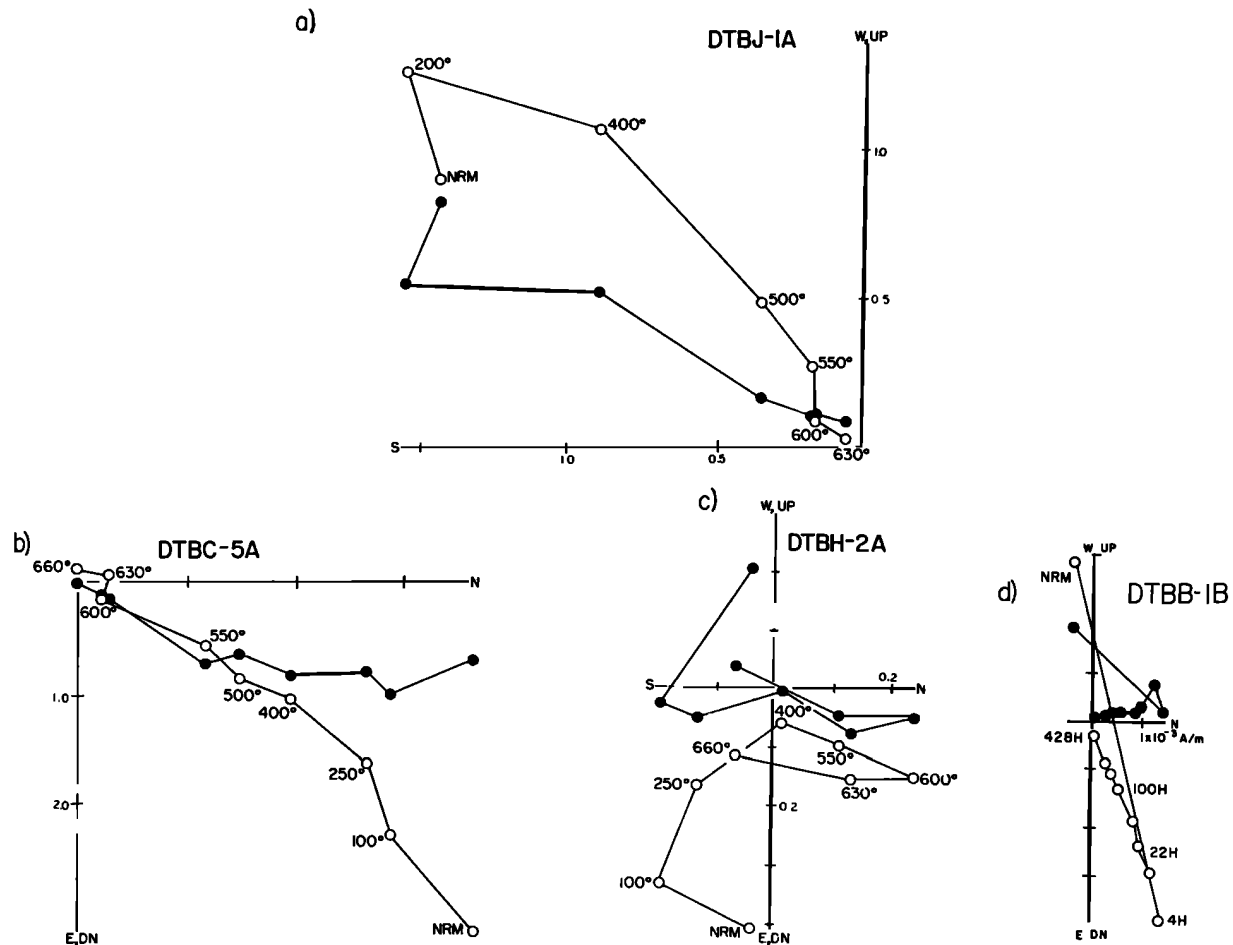 a)
DTBJ-1A
W, UP
200°
400°
1.0
NRM
500°
0.5
550°
600°
630°
S
1.0
0.5
b)
DTBC-5A
660°
630°
N
600°
550°
500°
400°
1.0
250°
2.0
100°
NRM
E, DN
c)
W, UP
DTBH-2A
S
0.2
N
400°
660°
550°
250°
630°
600°
0.2
100°
NRM
E, DN
d)
W UP
NRM
DTBB-1B
N
1x10⁻³ A/m
428H
100H
22H
4H
E DN